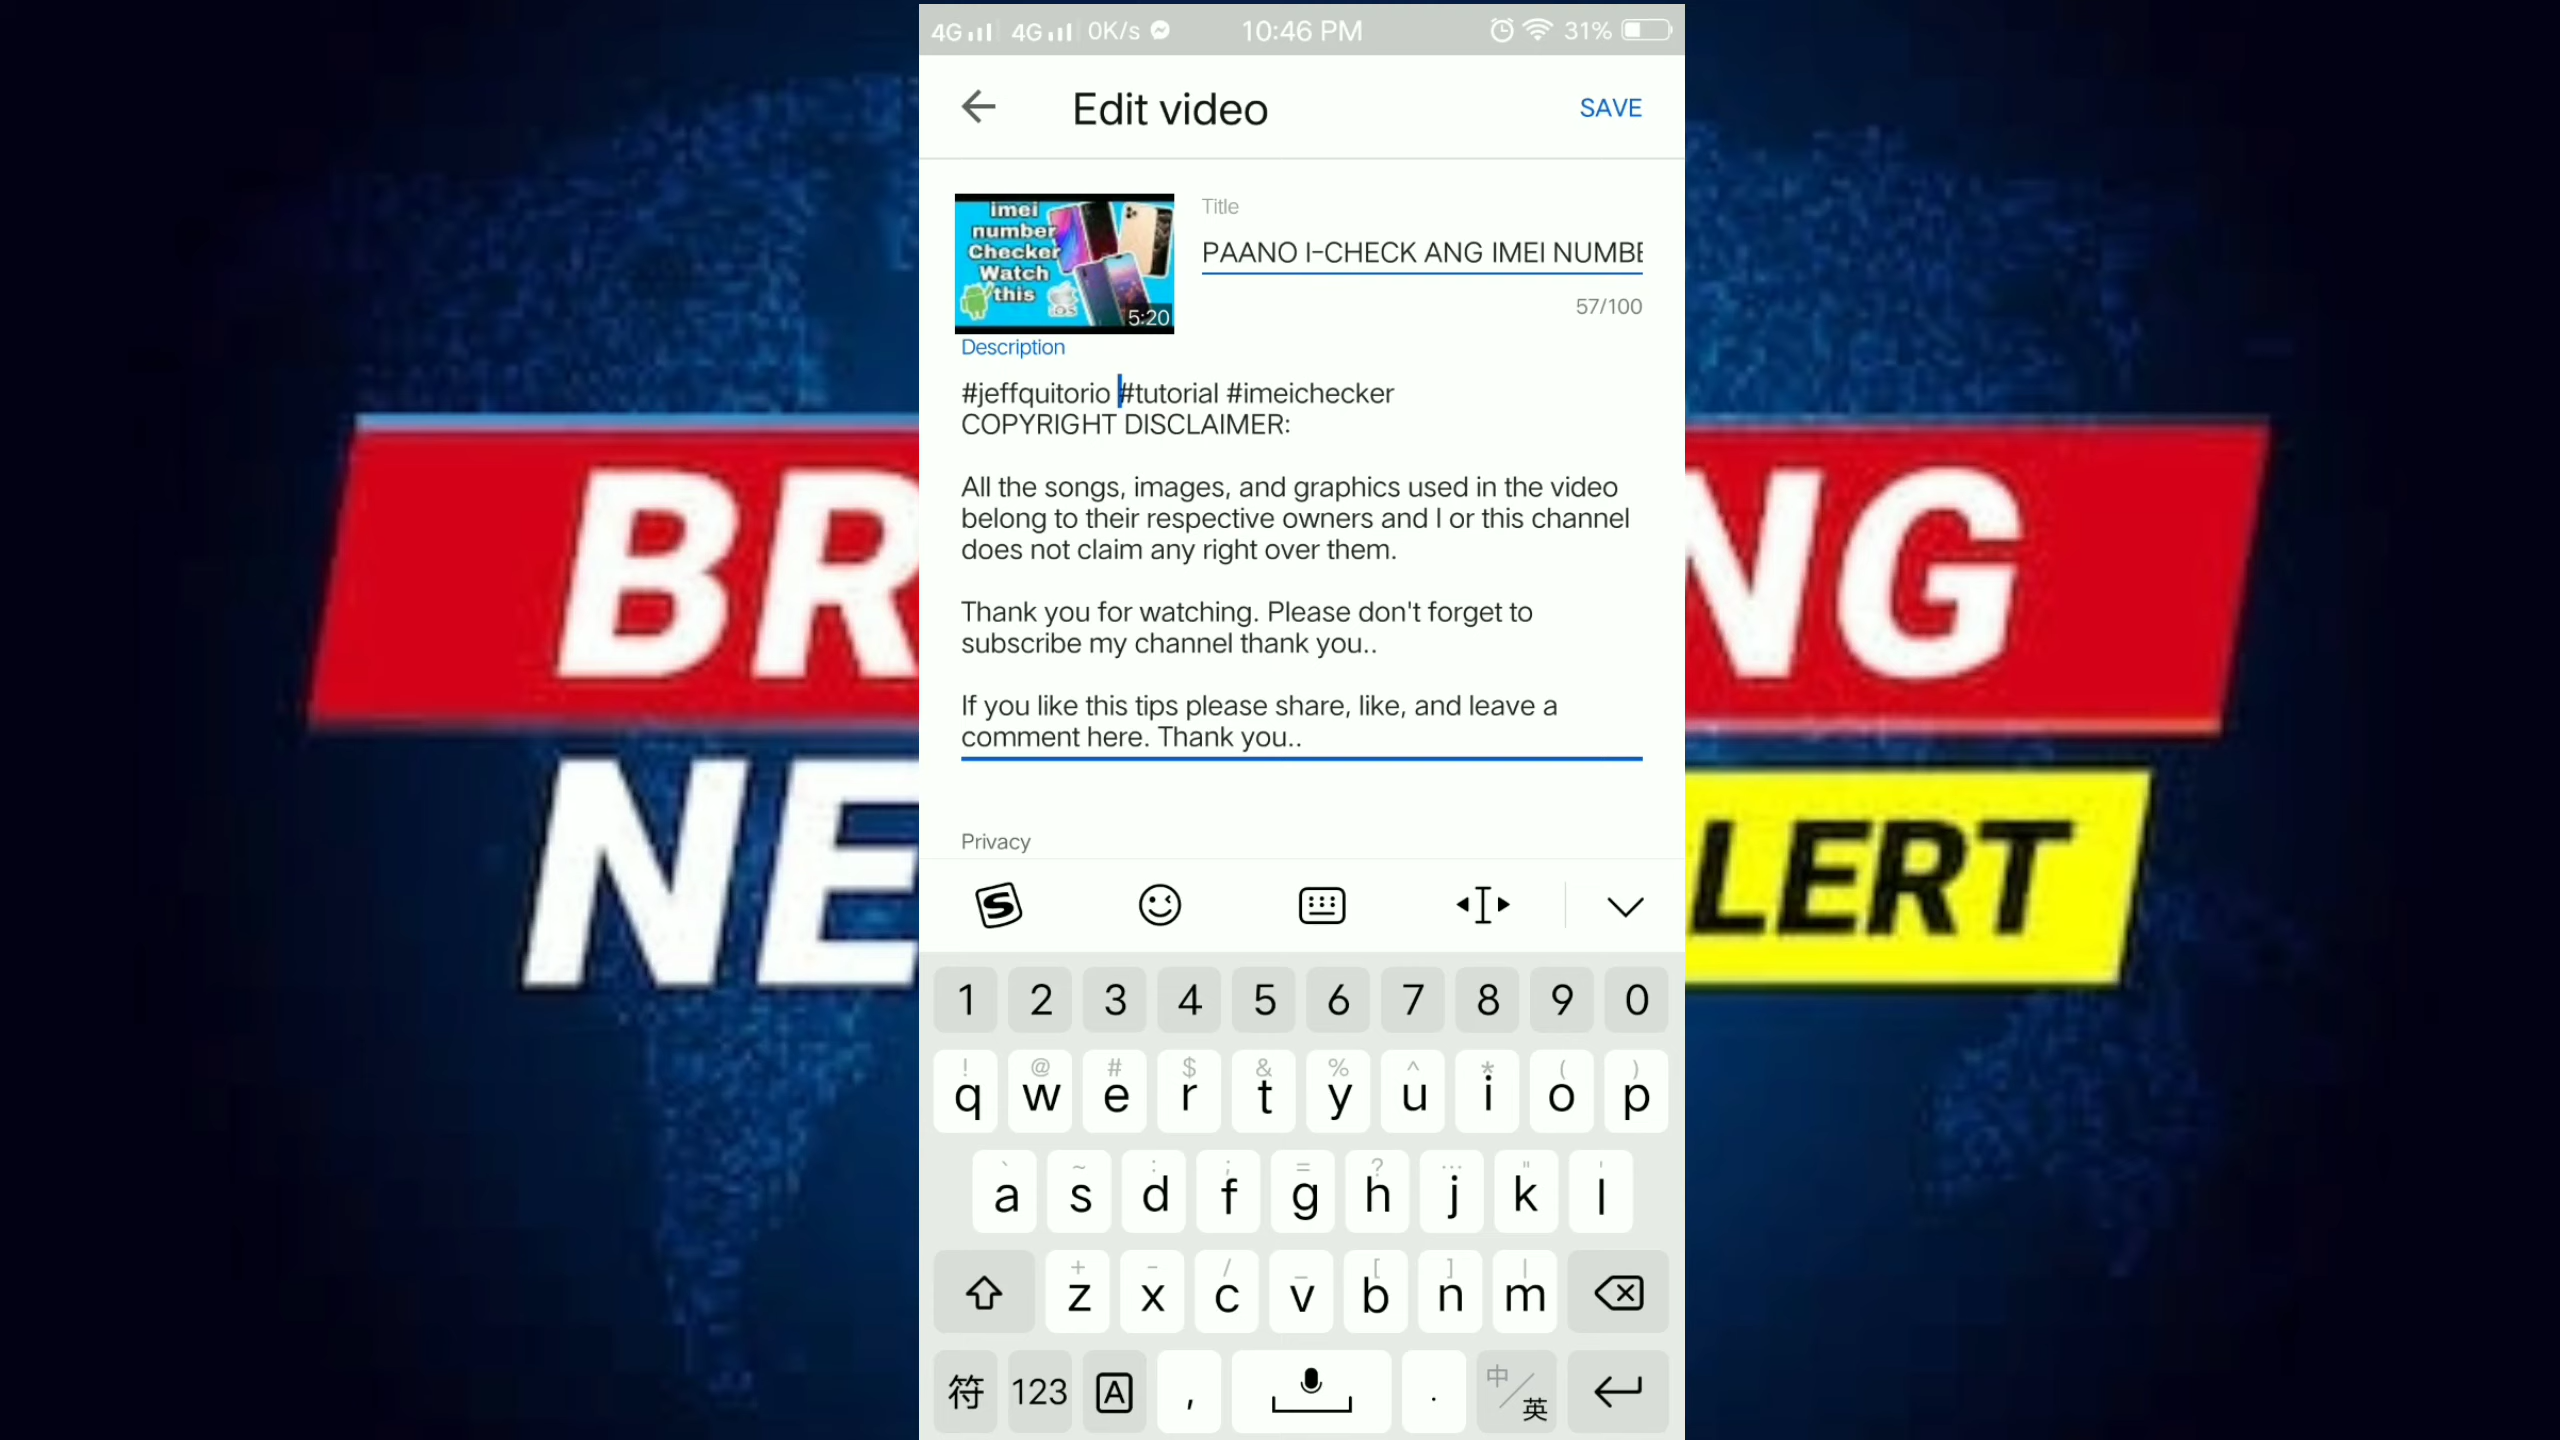 4G 4G 0K/s 10:46 PM 31%
Edit video SAVE
imei
number
Checker
Watch
this
iOS
5:20
Title
PAANO I-CHECK ANG IMEI NUMBE
57/100
Description
#jeffquitorio #tutorial #imeichecker
COPYRIGHT DISCLAIMER:
All the songs, images, and graphics used in the video
belong to their respective owners and I or this channel
does not claim any right over them.
Thank you for watching. Please don't forget to
subscribe my channel thank you..
If you like this tips please share, like, and leave a
comment here. Thank you..
Privacy
BR NG
NE LERT
S
1 2 3 4 5 6 7 8 9 0
! @ # $ & % ^ * ( )
q w e r t y u i o p
` ~ : ; = ? ... " '
a s d f g h j k l
+ - / _ [ ] |
z x c v b n m
符 123 A , . 中/英